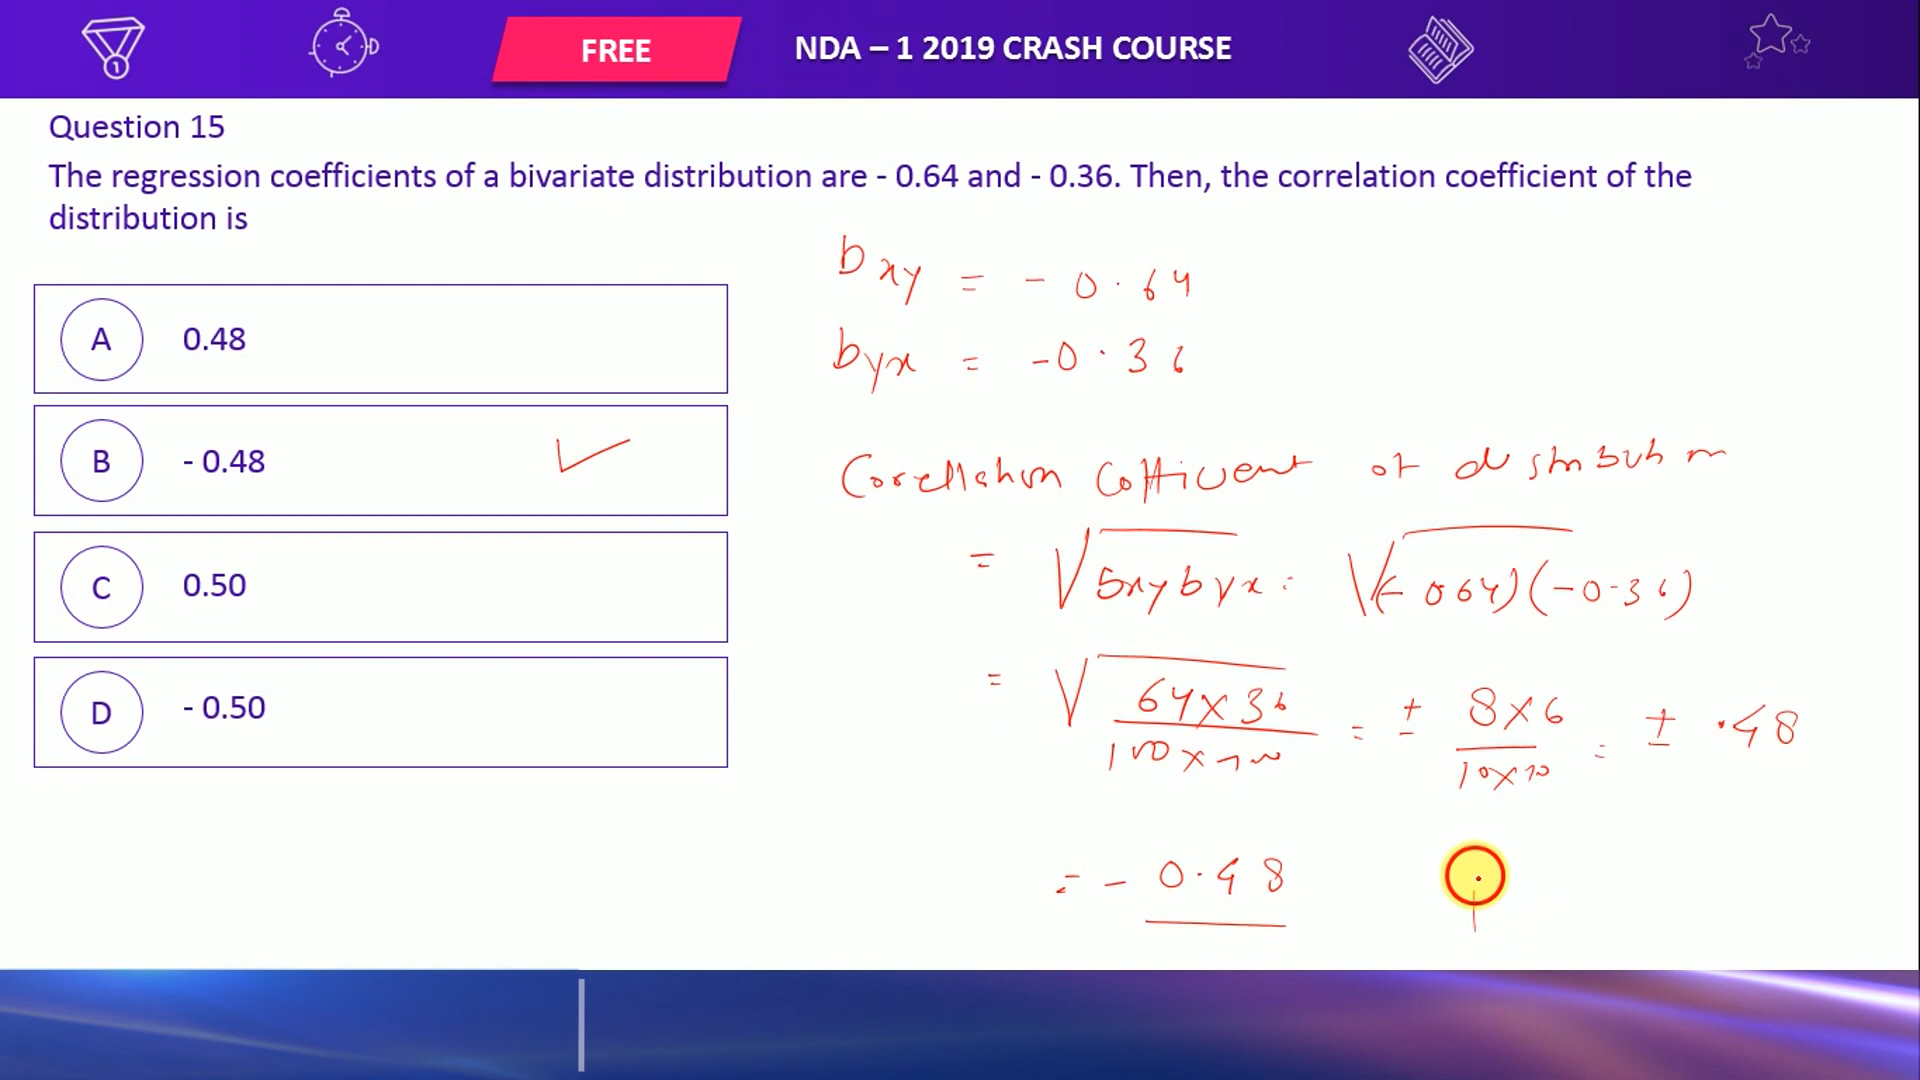 FREE
NDA – 1 2019 CRASH COURSE
1
Question 15
The regression coefficients of a bivariate distribution are - 0.64 and - 0.36. Then, the correlation coefficient of the
distribution is
A 0.48
B - 0.48
C 0.50
D - 0.50
bxy = - 0.64
byx = -0.36
Corellation Cofficient of distribution
= √bxy byx = √(-0.64)(-0.36)
= √64×36/100×100 = ± 8×6/10×10 = ± .48
= - 0.48